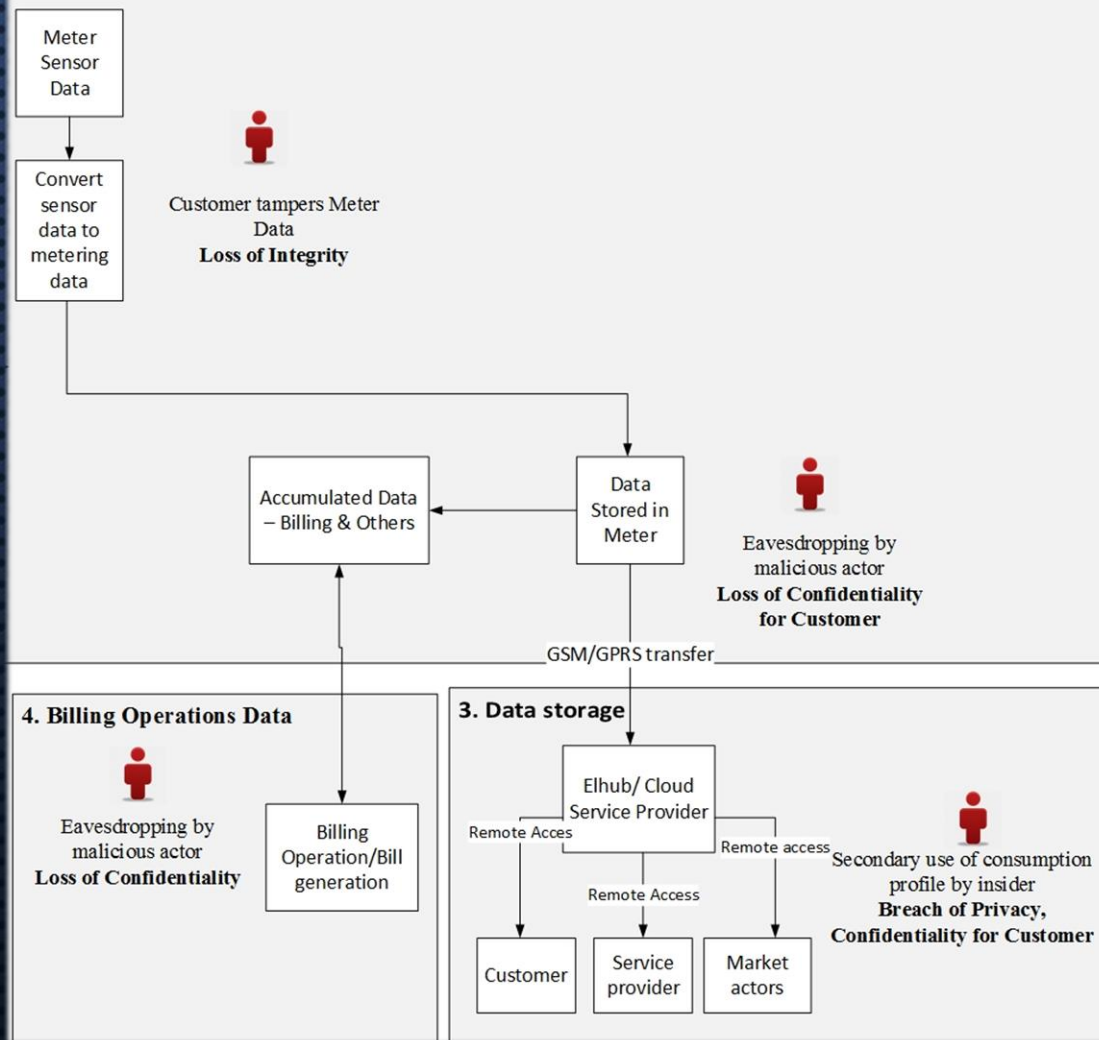 Meter
Sensor
Data
Convert
sensor
data to
metering
data
Customer tampers Meter
Data
Loss of Integrity
Accumulated Data
– Billing & Others
Data
Stored in
Meter
Eavesdropping by
malicious actor
Loss of Confidentiality
for Customer
GSM/GPRS transfer
4. Billing Operations Data
Eavesdropping by
malicious actor
Loss of Confidentiality
Billing
Operation/Bill
generation
3. Data storage
Elhub/ Cloud
Service Provider
Remote Acces
Remote access
Remote Access
Secondary use of consumption
profile by insider
Breach of Privacy,
Confidentiality for Customer
Customer
Service
provider
Market
actors